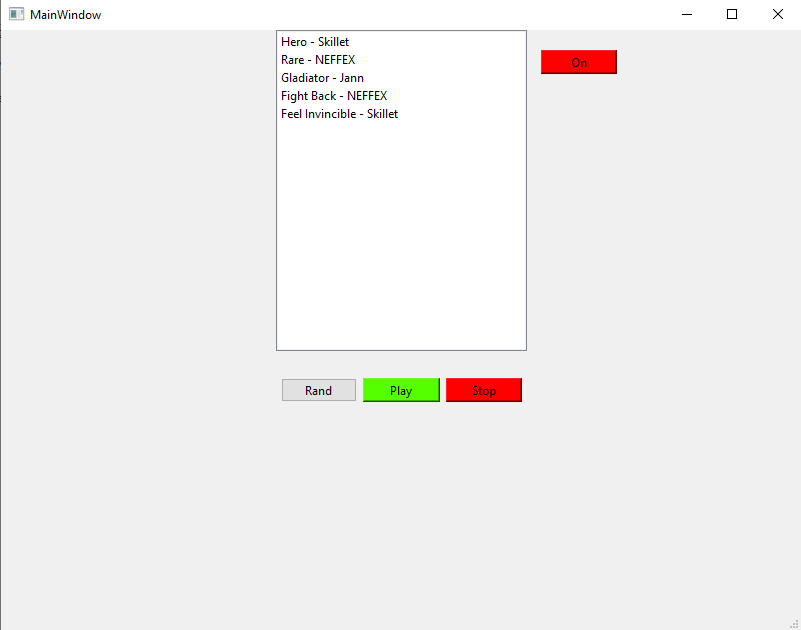 MainWindow
Hero - Skillet
Rare - NEFFEX
Gladiator - Jann
Fight Back - NEFFEX
Feel Invincible - Skillet
On
Rand
Play
Stop